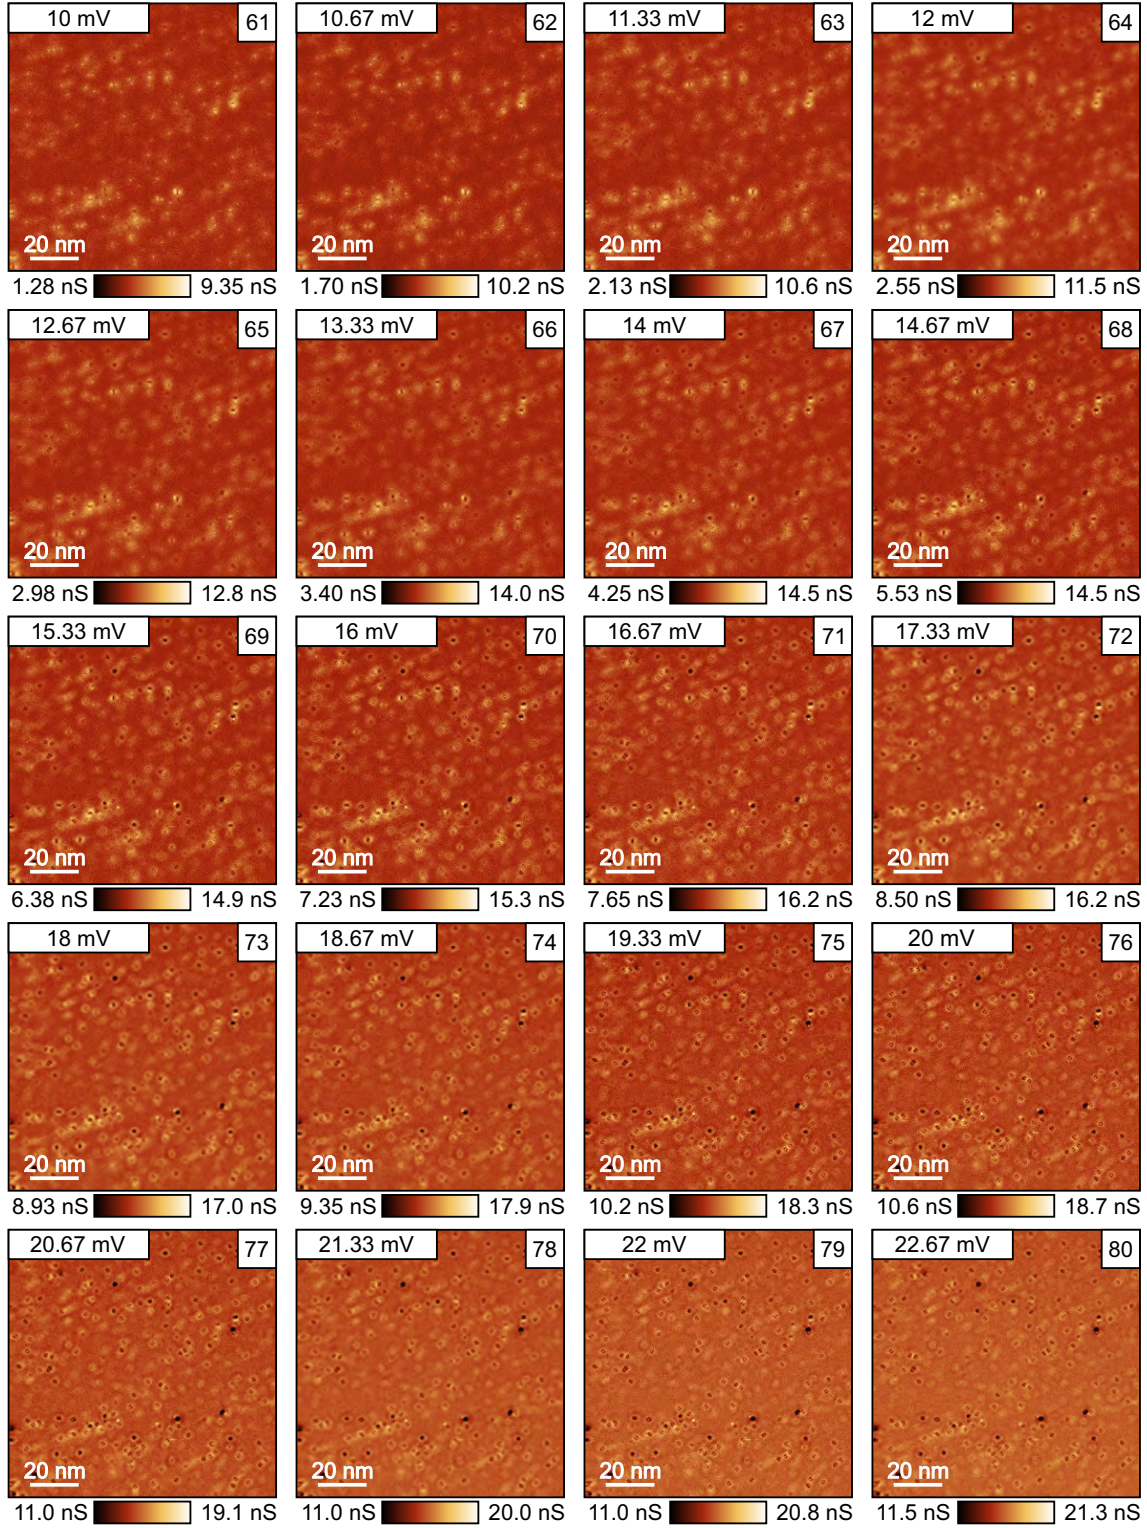 10 mV 61 10.67 mV 62 11.33 mV 63 12 mV 64
20 nm 20 nm 20 nm 20 nm
1.28 nS 9.35 nS 1.70 nS 10.2 nS 2.13 nS 10.6 nS 2.55 nS 11.5 nS
12.67 mV 65 13.33 mV 66 14 mV 67 14.67 mV 68
20 nm 20 nm 20 nm 20 nm
2.98 nS 12.8 nS 3.40 nS 14.0 nS 4.25 nS 14.5 nS 5.53 nS 14.5 nS
15.33 mV 69 16 mV 70 16.67 mV 71 17.33 mV 72
20 nm 20 nm 20 nm 20 nm
6.38 nS 14.9 nS 7.23 nS 15.3 nS 7.65 nS 16.2 nS 8.50 nS 16.2 nS
18 mV 73 18.67 mV 74 19.33 mV 75 20 mV 76
20 nm 20 nm 20 nm 20 nm
8.93 nS 17.0 nS 9.35 nS 17.9 nS 10.2 nS 18.3 nS 10.6 nS 18.7 nS
20.67 mV 77 21.33 mV 78 22 mV 79 22.67 mV 80
20 nm 20 nm 20 nm 20 nm
11.0 nS 19.1 nS 11.0 nS 20.0 nS 11.0 nS 20.8 nS 11.5 nS 21.3 nS